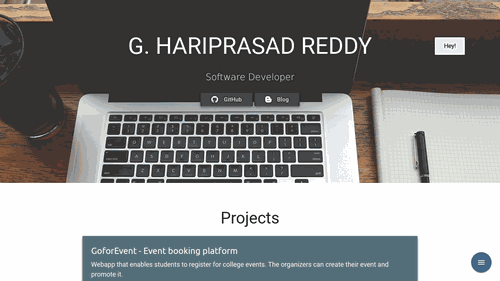 G. HARIPRASAD REDDY
Hey!
Software Developer
GitHub
Blog
Projects
GoforEvent - Event booking platform
Webapp that enables students to register for college events. The organizers can create their event and
promote it.